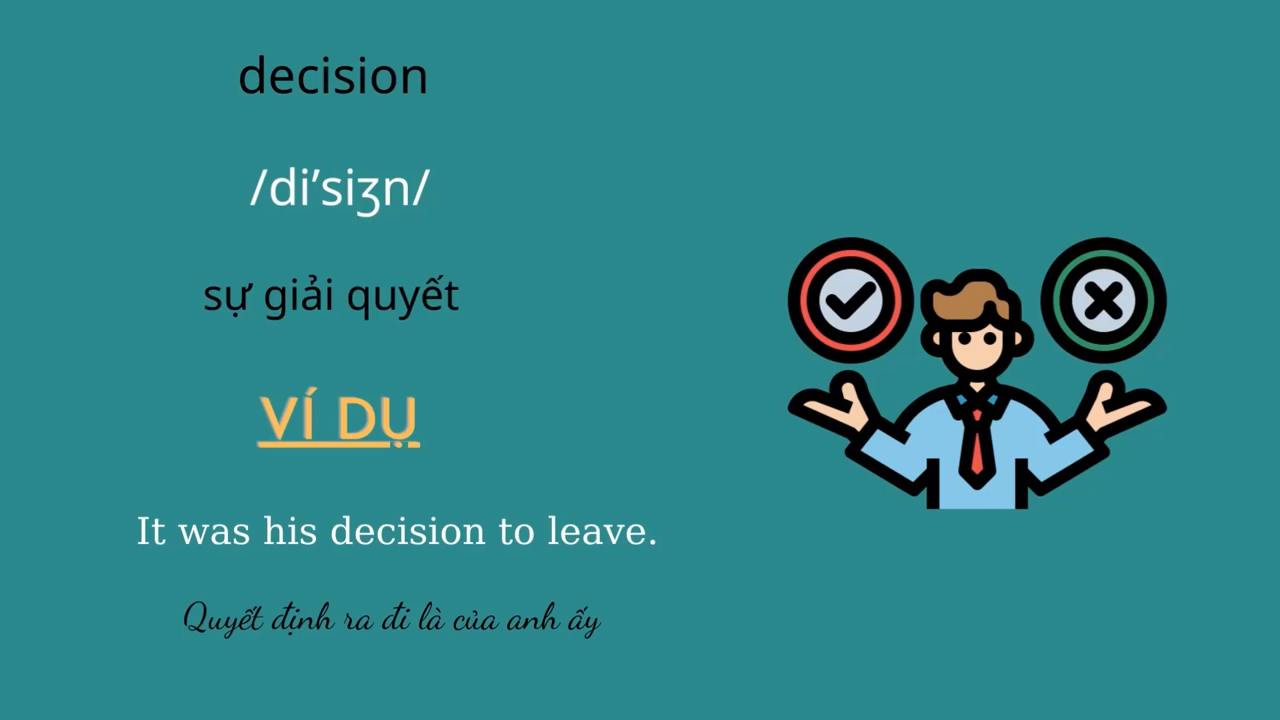 decision
/di’siʒn/
sự giải quyết
VÍ DỤ
It was his decision to leave.
Quyết định ra đi là của anh ấy